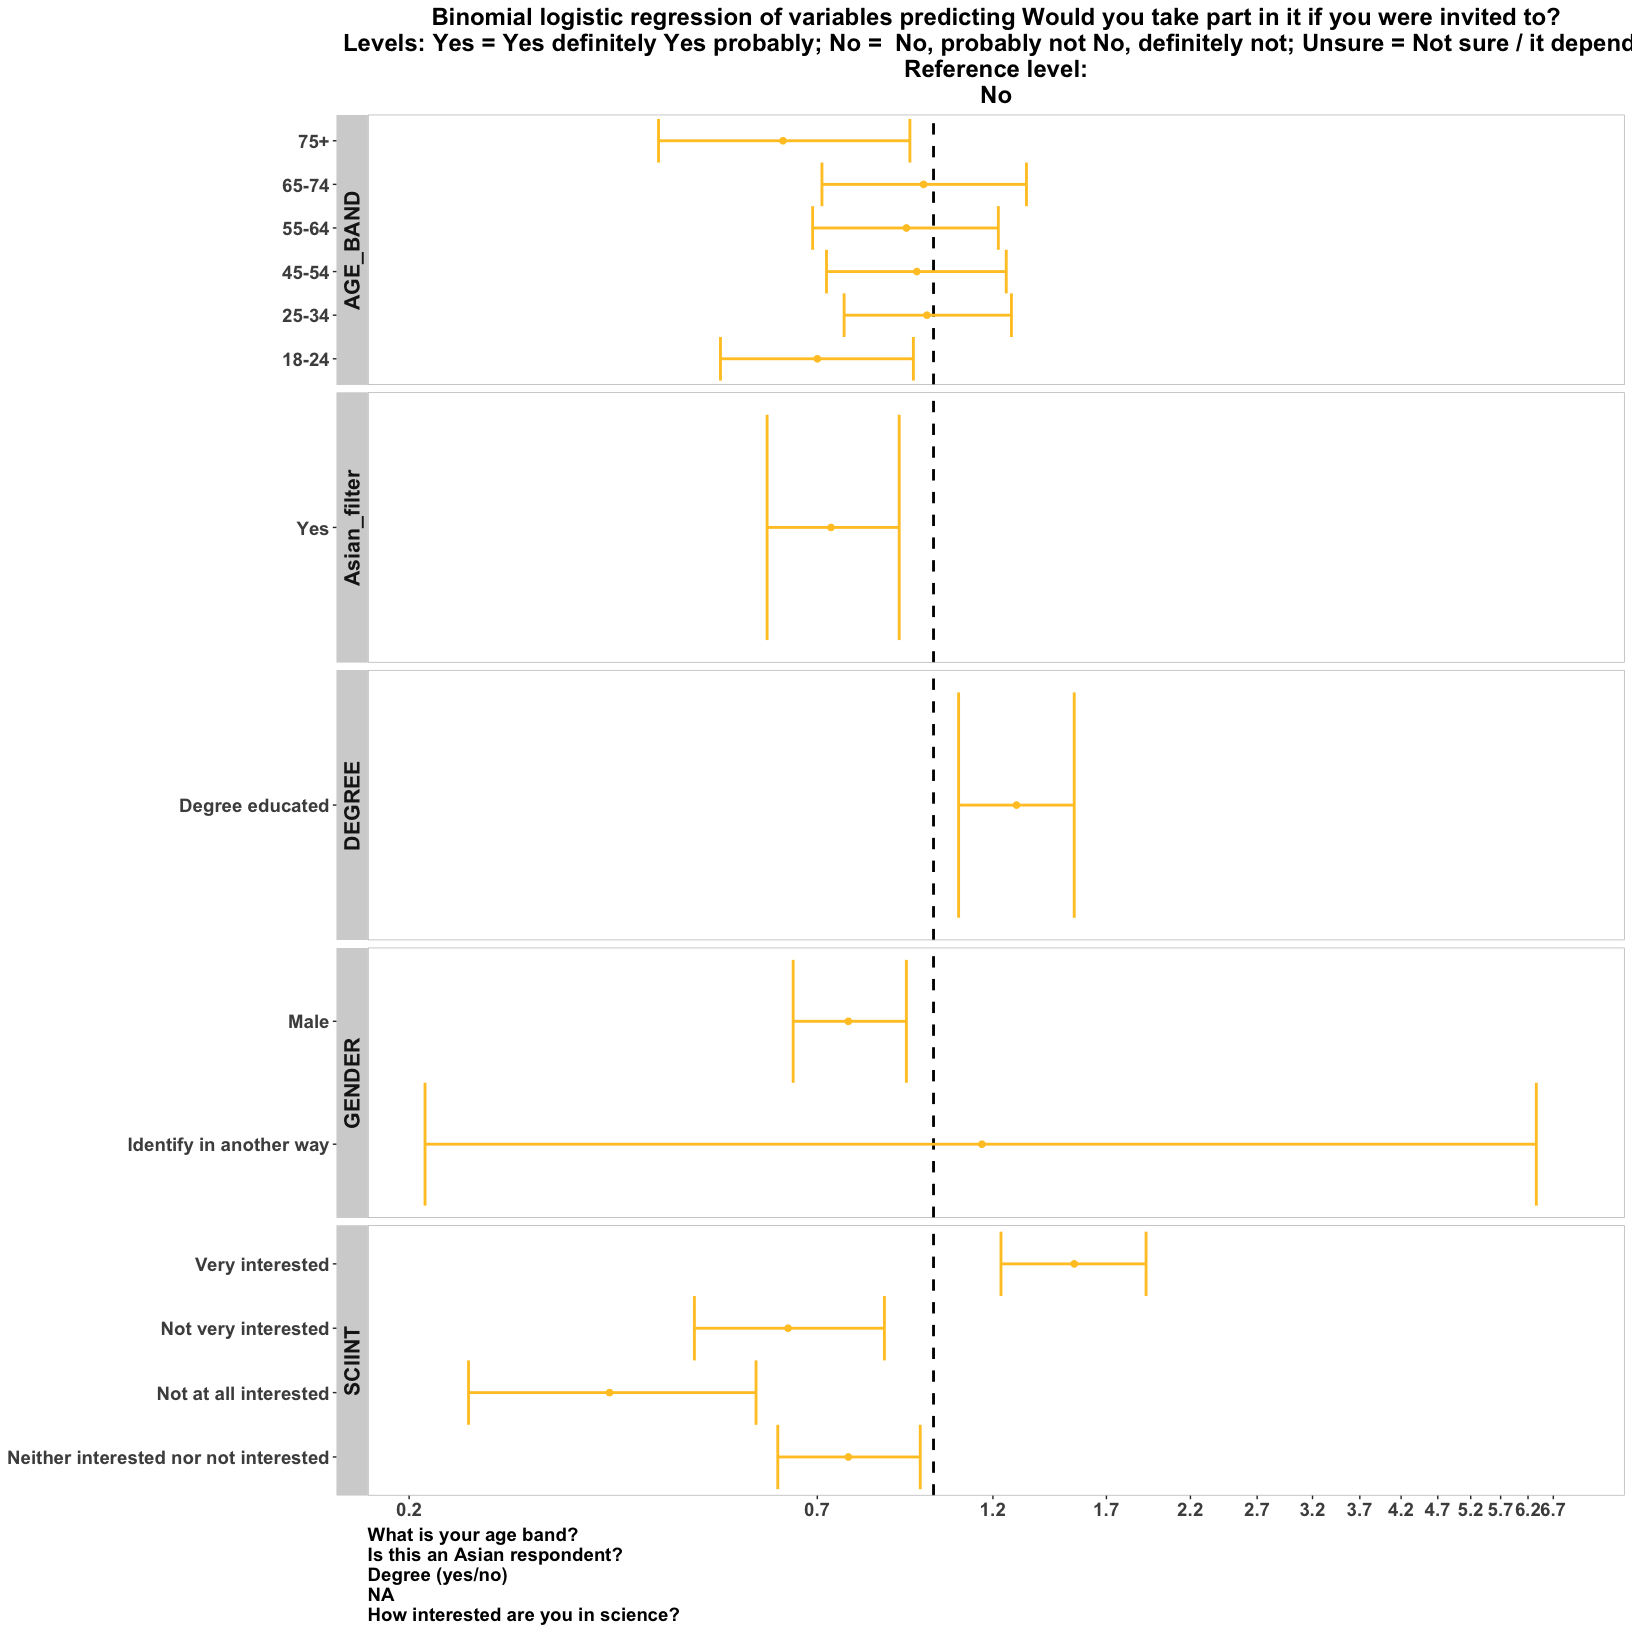 Binomial logistic regression of variables predicting Would you take part in it if you were invited to?
Levels: Yes = Yes definitely Yes probably; No =  No, probably not No, definitely not; Unsure = Not sure / it depend
Reference level:
No
AGE_BAND
75+
65-74
55-64
45-54
25-34
18-24
Asian_filter
Yes
DEGREE
Degree educated
GENDER
Male
Identify in another way
SCIINT
Very interested
Not very interested
Not at all interested
Neither interested nor not interested
0.2 0.7 1.2 1.7 2.2 2.7 3.2 3.7 4.2 4.7 5.2 5.7 6.2 6.7
What is your age band?
Is this an Asian respondent?
Degree (yes/no)
NA
How interested are you in science?